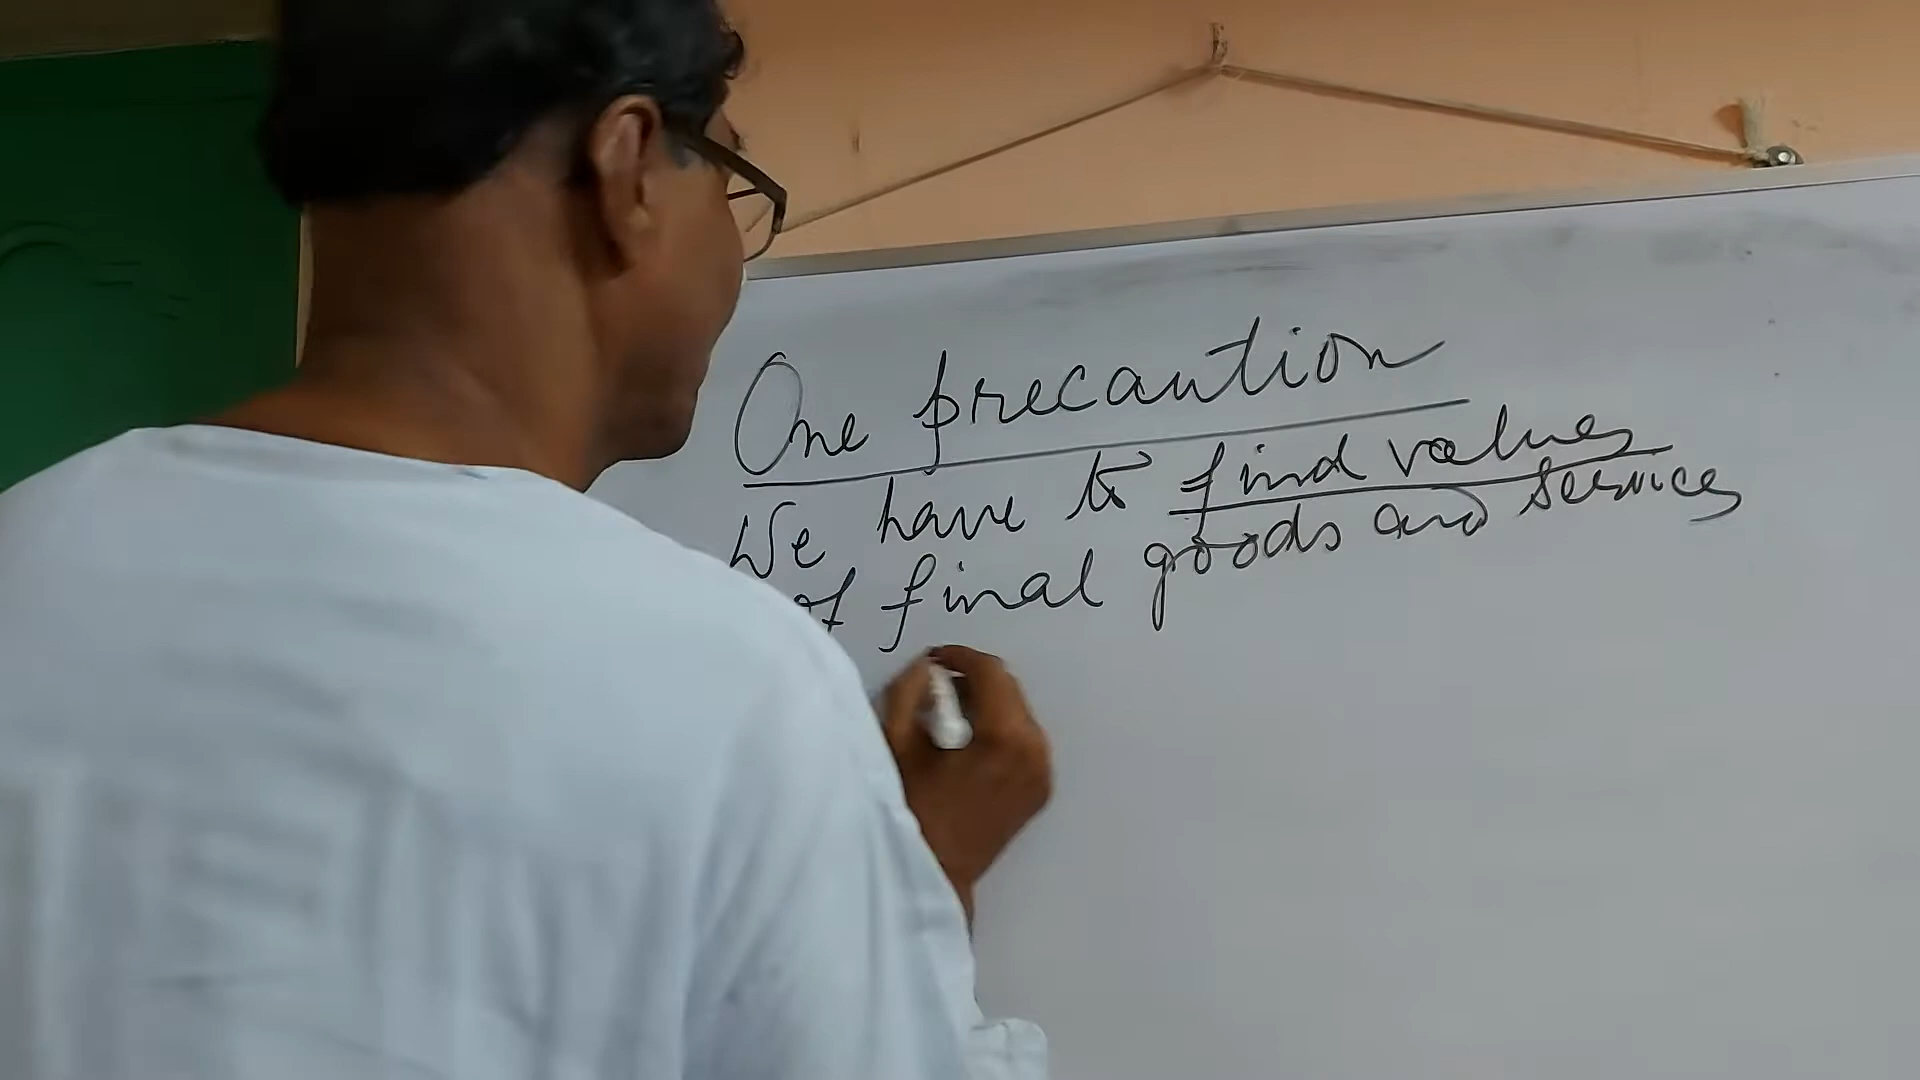 One precaution
We have to find values
of final goods and services